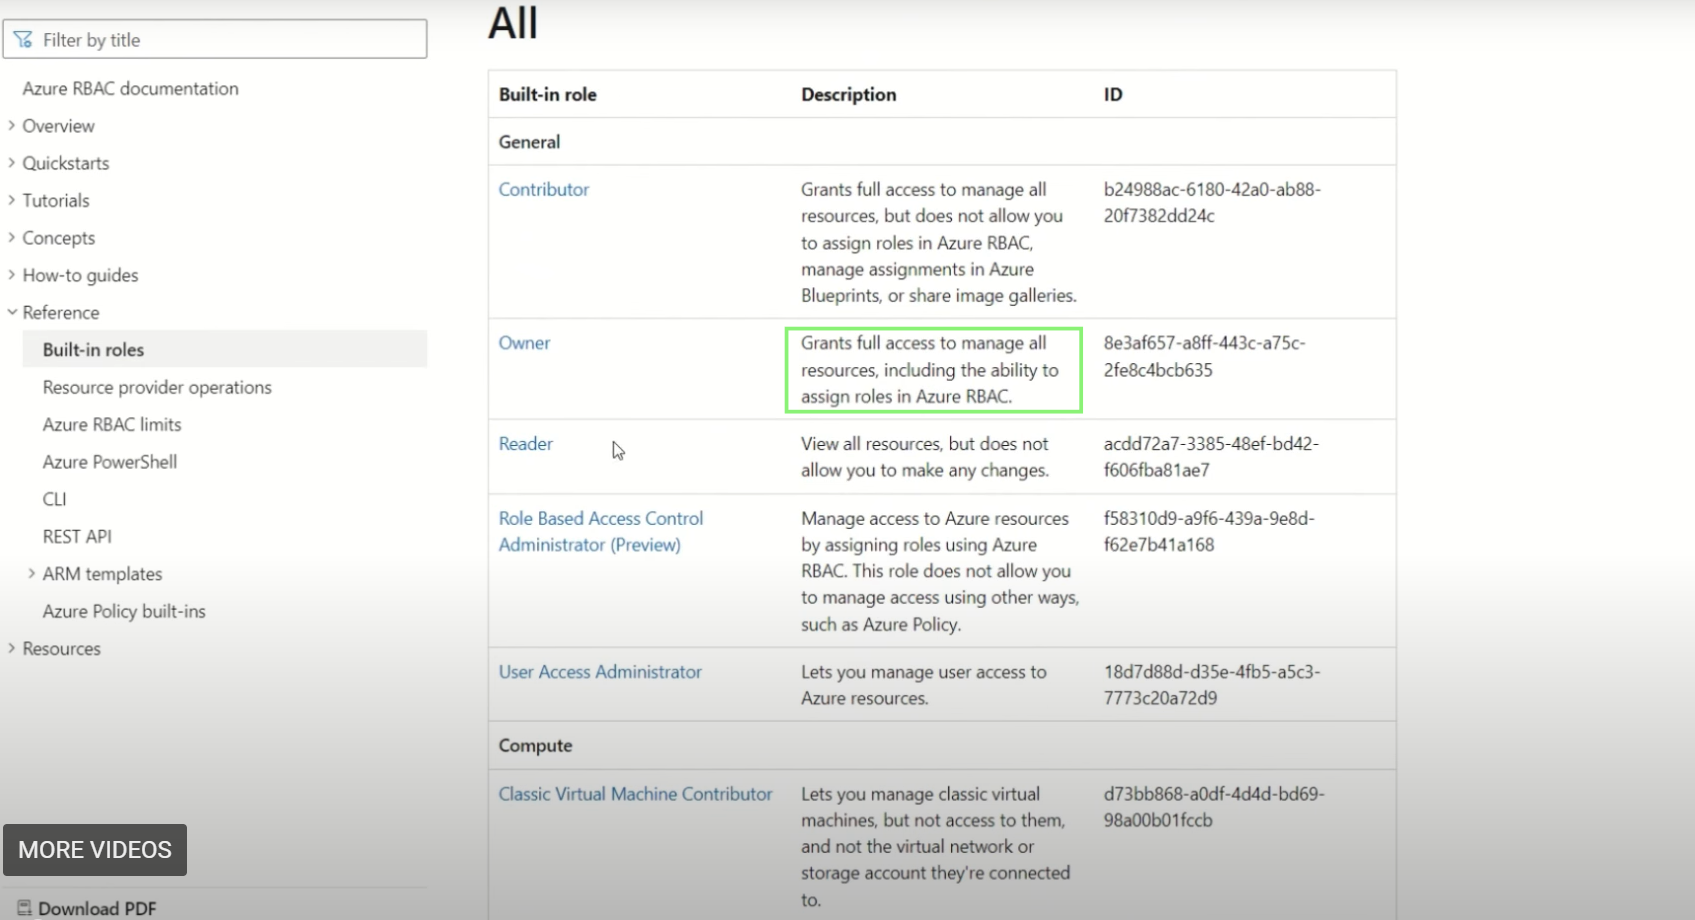 Filter by title
Azure RBAC documentation
Overview
Quickstarts
Tutorials
Concepts
How-to guides
Reference
Built-in roles
Resource provider operations
Azure RBAC limits
Azure PowerShell
CLI
REST API
ARM templates
Azure Policy built-ins
Resources
MORE VIDEOS
Download PDF
All
Built-in role Description ID
General
Contributor Grants full access to manage all b24988ac-6180-42a0-ab88-
resources, but does not allow you 20f7382dd24c
to assign roles in Azure RBAC,
manage assignments in Azure
Blueprints, or share image galleries.
Owner Grants full access to manage all 8e3af657-a8ff-443c-a75c-
resources, including the ability to 2fe8c4bcb635
assign roles in Azure RBAC.
Reader View all resources, but does not acdd72a7-3385-48ef-bd42-
allow you to make any changes. f606fba81ae7
Role Based Access Control Manage access to Azure resources f58310d9-a9f6-439a-9e8d-
Administrator (Preview) by assigning roles using Azure f62e7b41a168
RBAC. This role does not allow you
to manage access using other ways,
such as Azure Policy.
User Access Administrator Lets you manage user access to 18d7d88d-d35e-4fb5-a5c3-
Azure resources. 7773c20a72d9
Compute
Classic Virtual Machine Contributor Lets you manage classic virtual d73bb868-a0df-4d4d-bd69-
machines, but not access to them, 98a00b01fccb
and not the virtual network or
storage account they're connected
to.